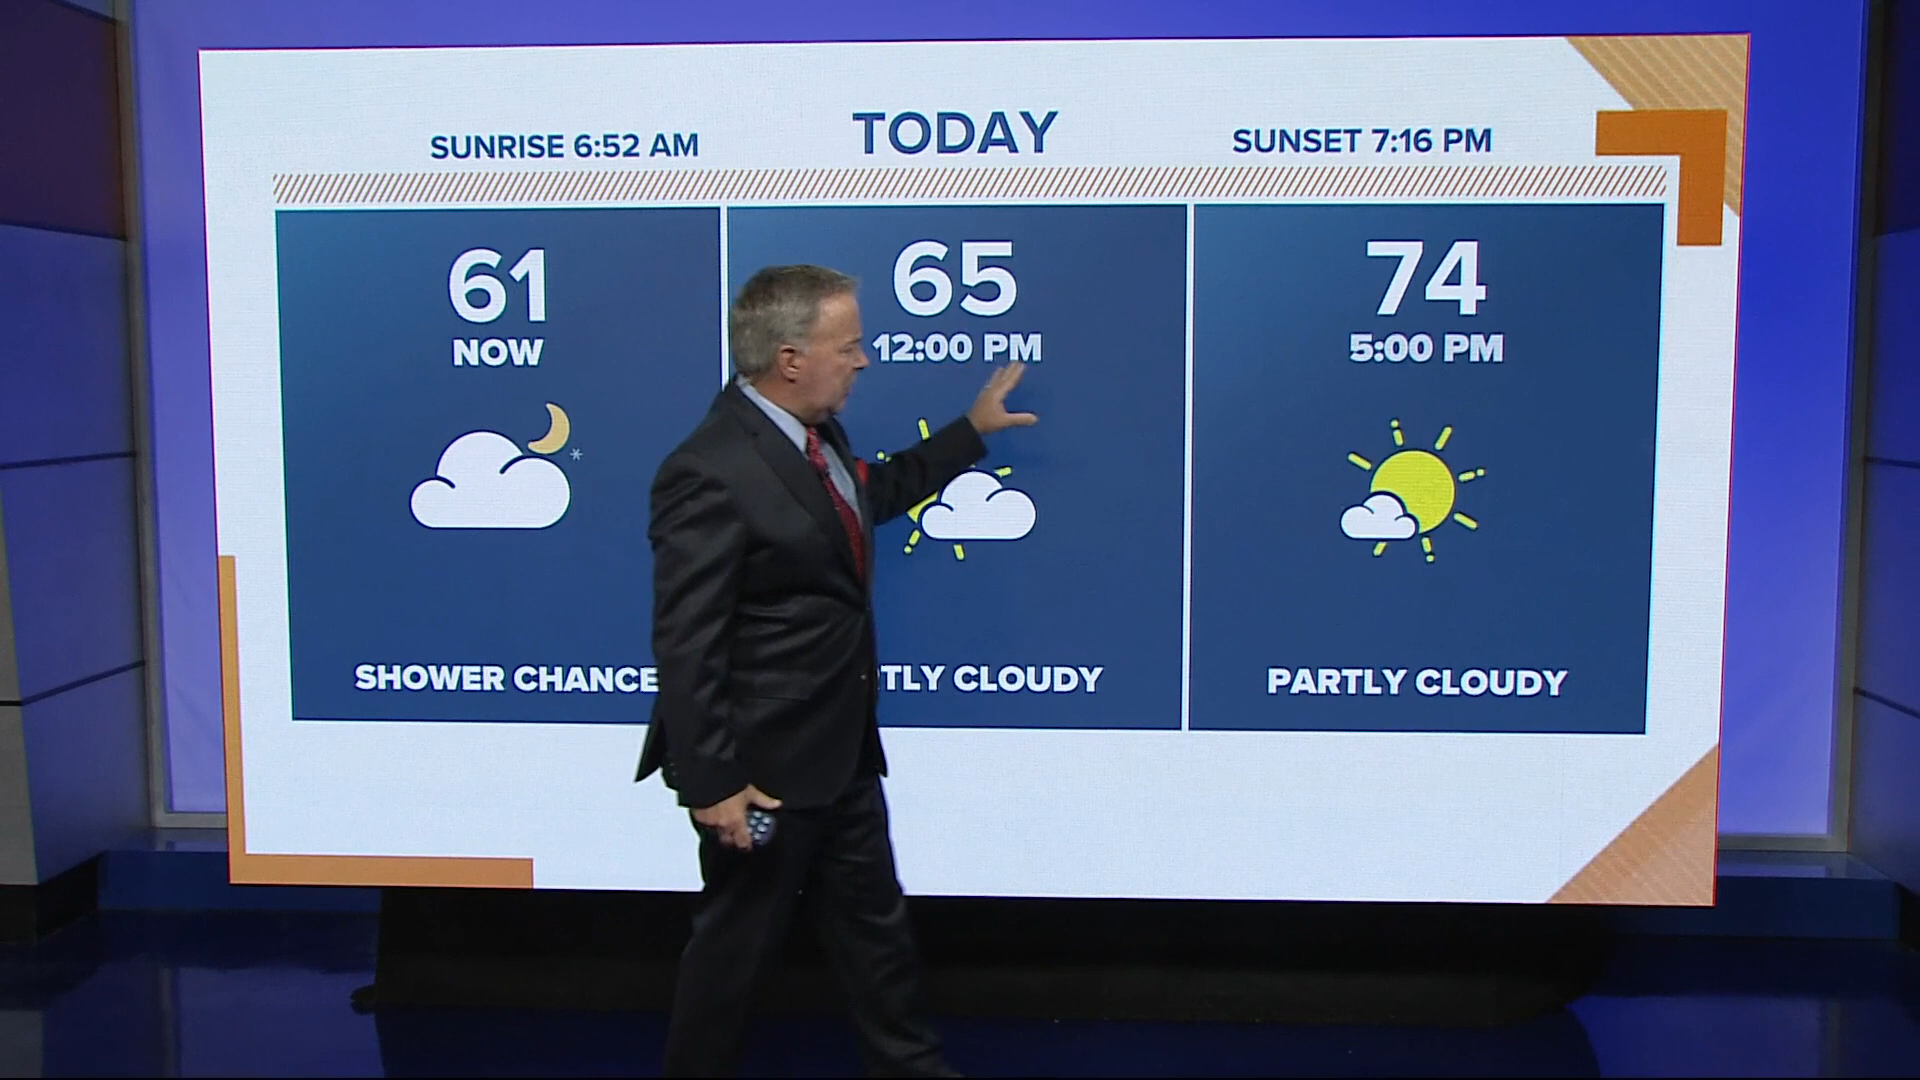 SUNRISE 6:52 AM
TODAY
SUNSET 7:16 PM
61
NOW
SHOWER CHANCE
65
12:00 PM
TLY CLOUDY
74
5:00 PM
PARTLY CLOUDY